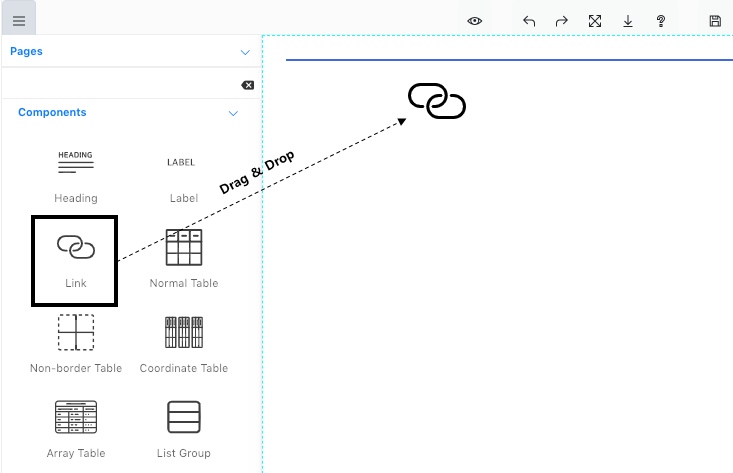 ?
Pages
Components
HEADING
LABEL
Heading
Label
Drag & Drop
Link
Normal Table
Non-border Table
Coordinate Table
Array Table
List Group